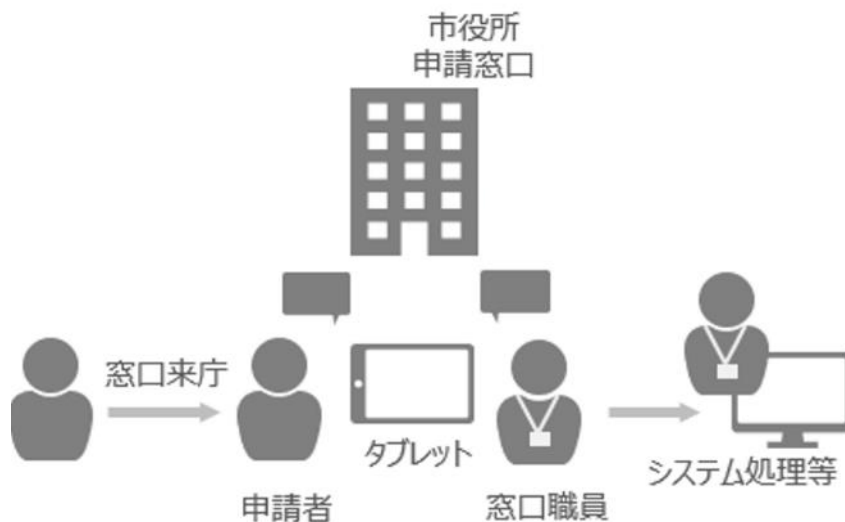 市役所
申請窓口
窓口来庁
タブレット
申請者
窓口職員
システム処理等